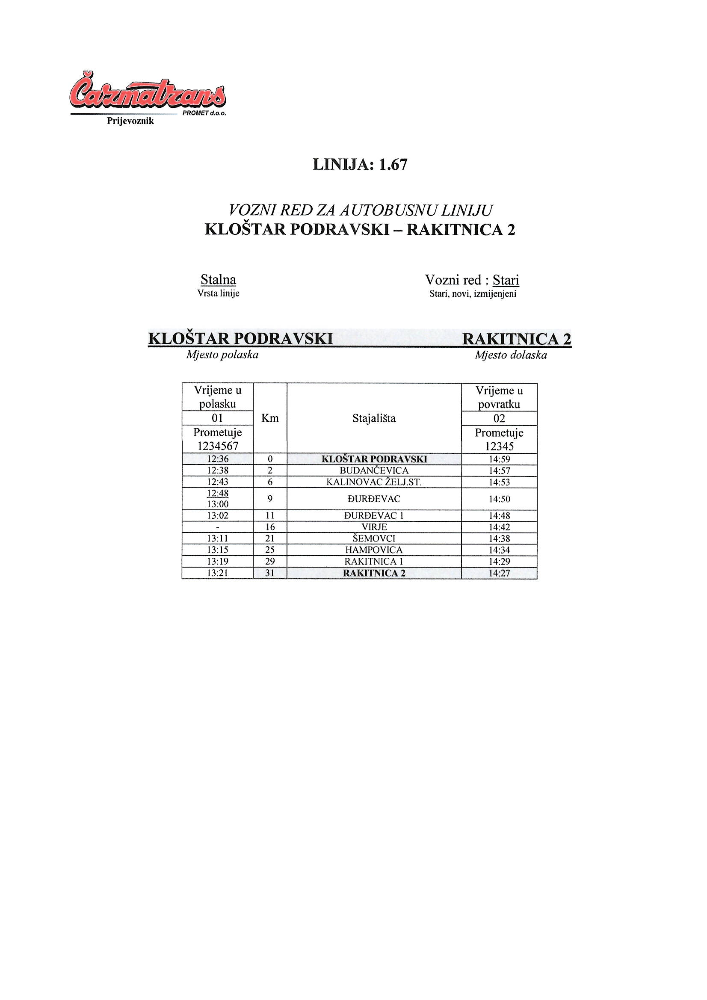 Čazmatrans
PROMET d.o.o.
Prijevoznik
LINIJA: 1.67
VOZNI RED ZA AUTOBUSNU LINIJU
KLOŠTAR PODRAVSKI – RAKITNICA 2
Stalna Vozni red : Stari
Vrsta linije Stari, novi, izmijenjeni
KLOŠTAR PODRAVSKI RAKITNICA 2
Mjesto polaska Mjesto dolaska
Vrijeme u polasku Km Stajališta Vrijeme u povratku
01 02
Prometuje 1234567 Prometuje 12345
12:36 0 KLOŠTAR PODRAVSKI 14:59
12:38 2 BUDANČEVICA 14:57
12:43 6 KALINOVAC ŽELJ.ST. 14:53
12:48
13:00 9 ĐURĐEVAC 14:50
13:02 11 ĐURĐEVAC 1 14:48
- 16 VIRJE 14:42
13:11 21 ŠEMOVCI 14:38
13:15 25 HAMPOVICA 14:34
13:19 29 RAKITNICA 1 14:29
13:21 31 RAKITNICA 2 14:27